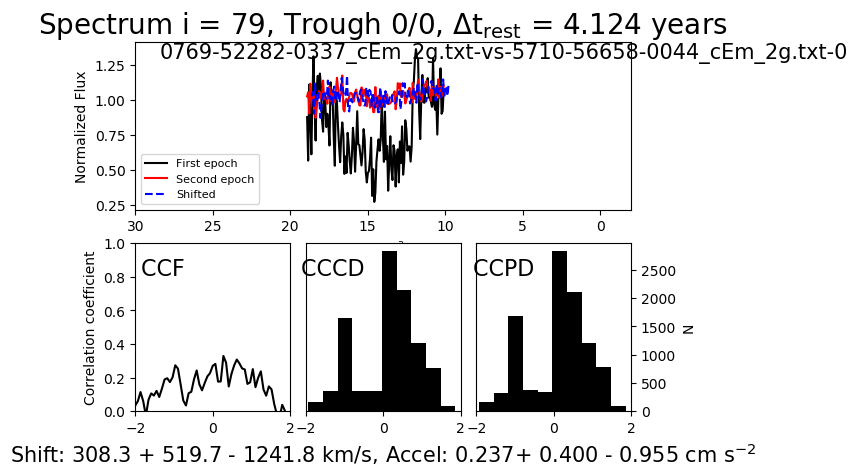 Spectrum i = 79, Trough 0/0, Δt_rest = 4.124 years
0769-52282-0337_cEm_2g.txt-vs-5710-56658-0044_cEm_2g.txt-0
Normalized Flux
1.25
1.00
0.75
0.50
0.25
First epoch
Second epoch
Shifted
30 25 20 15 10 5 0
Correlation coefficient
1.0
0.8
0.6
0.4
0.2
0.0
CCF
CCCD
CCPD
2500
2000
1500
1000
500
0
N
−2 0 2
−2 0 2
−2 0 2
Shift: 308.3 + 519.7 - 1241.8 km/s, Accel: 0.237+ 0.400 - 0.955 cm s⁻²